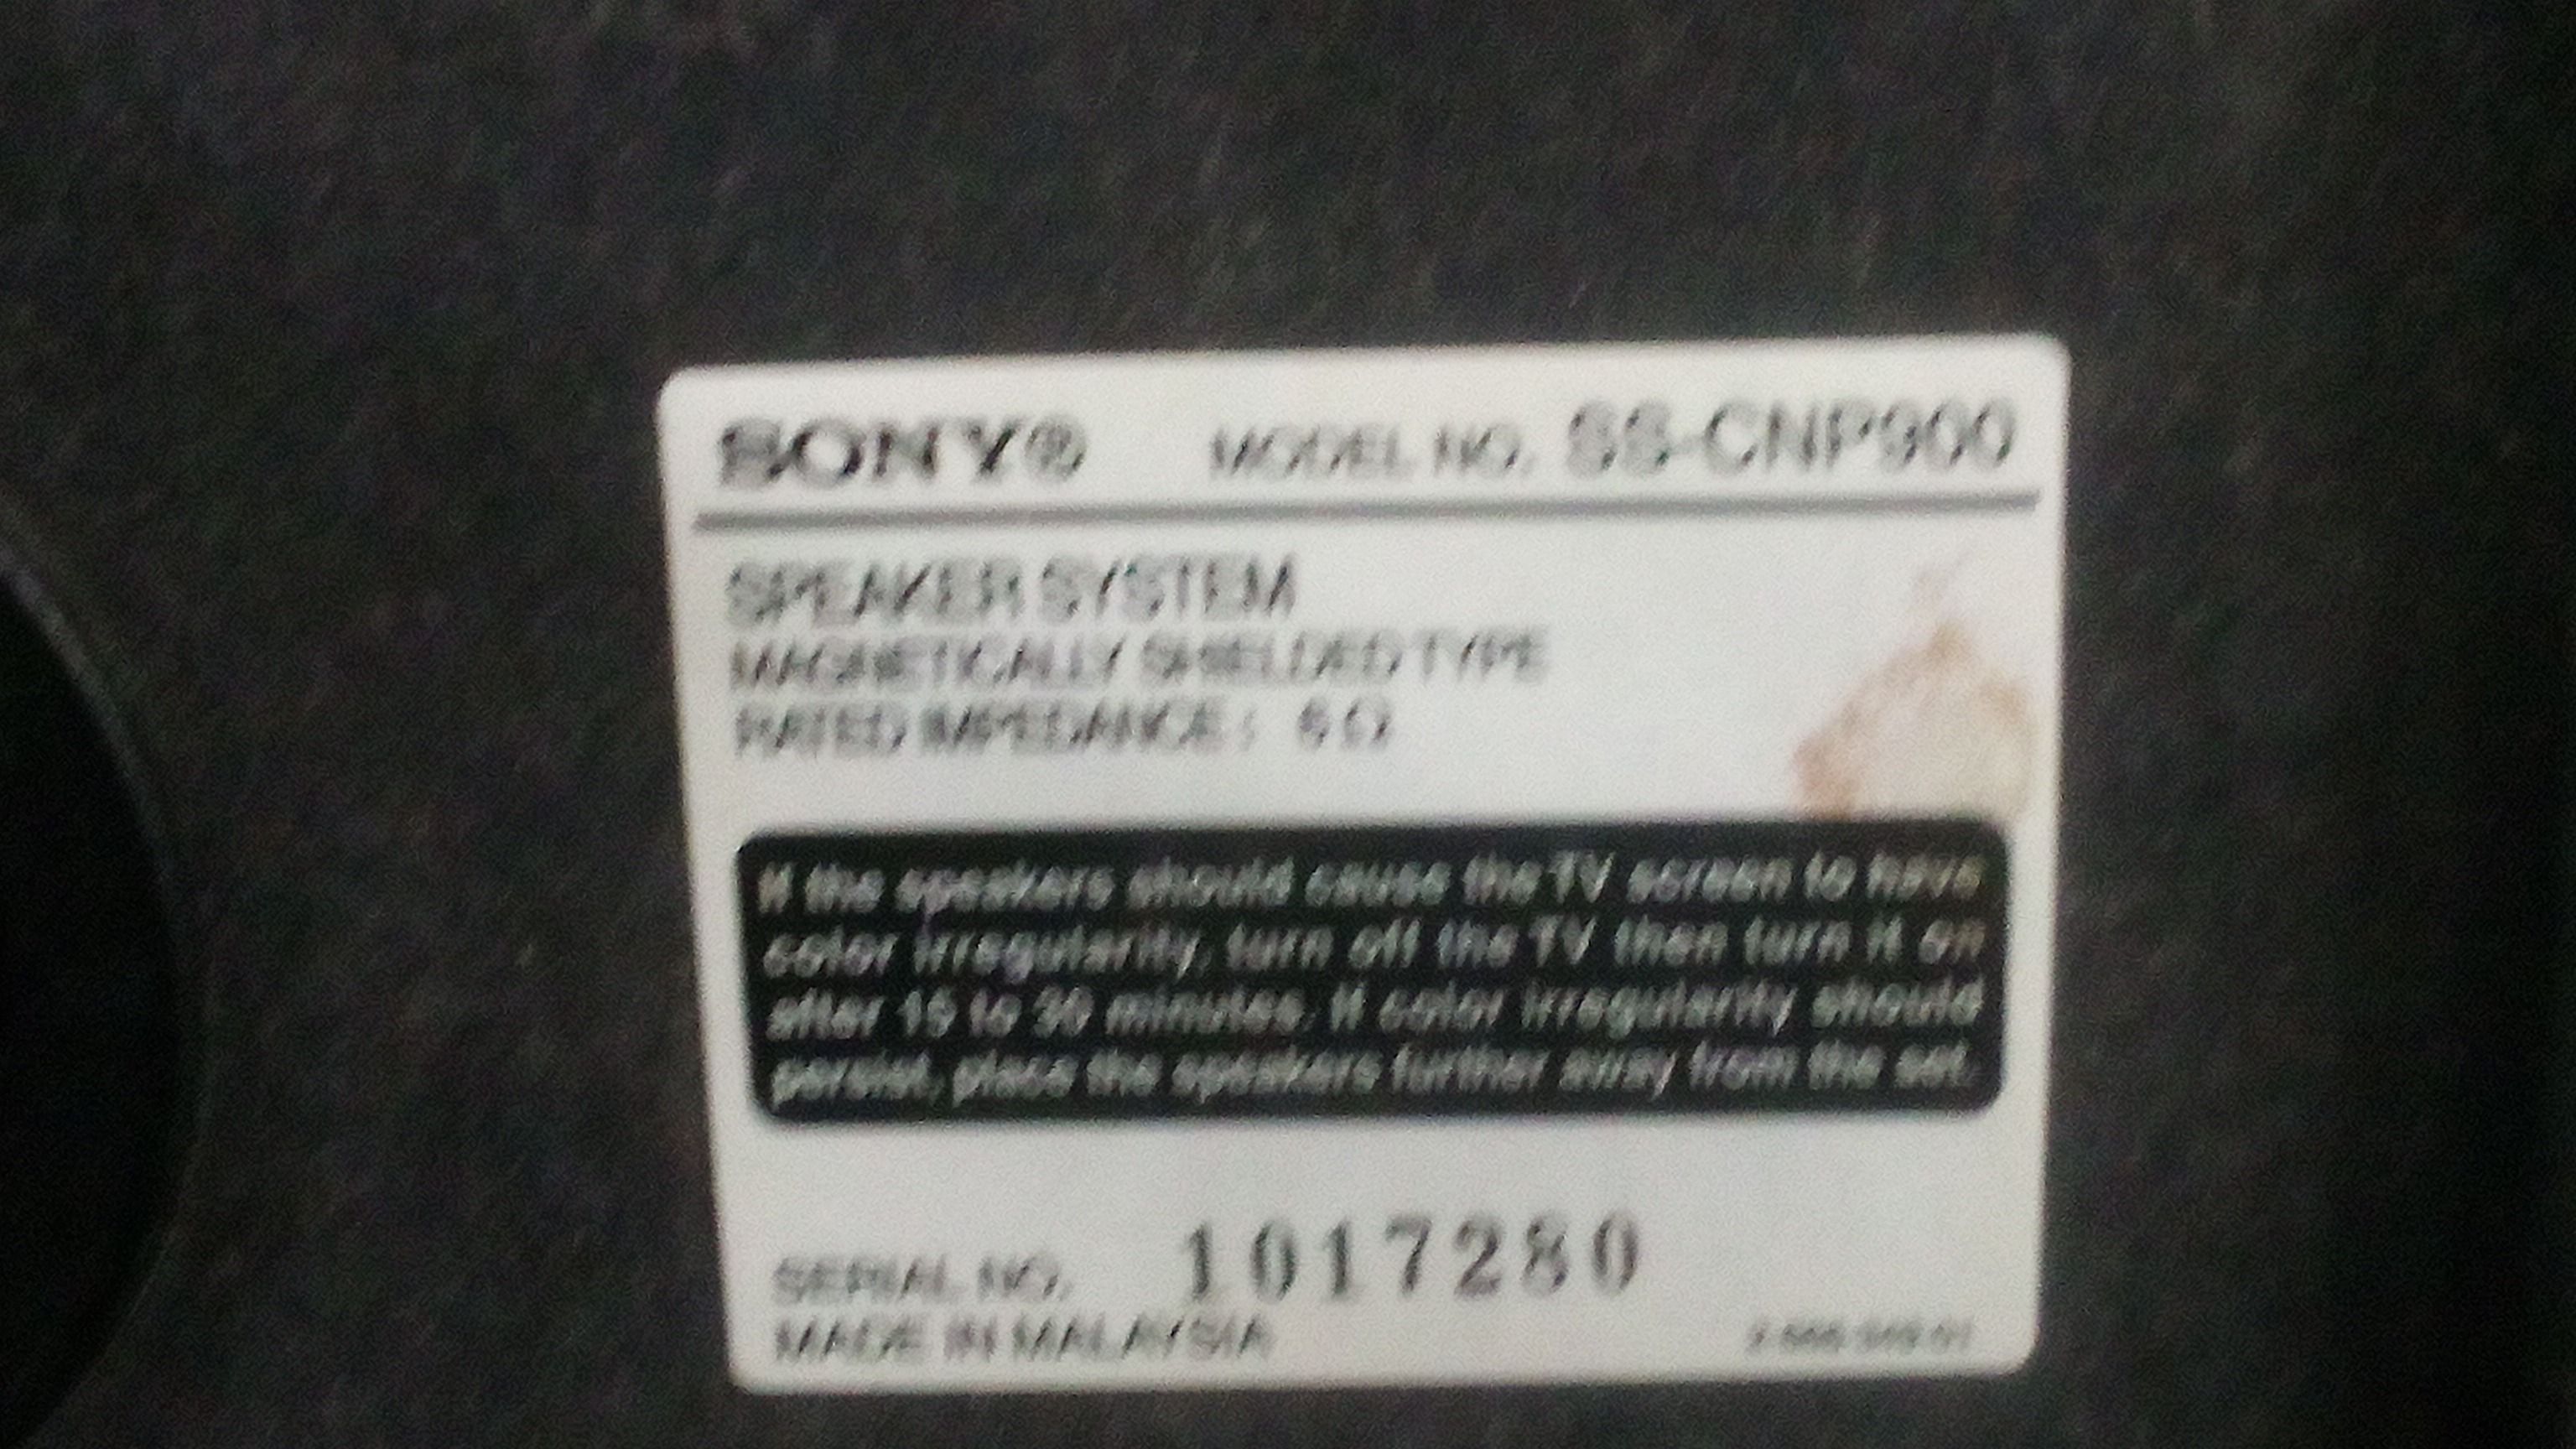 SONY® MODEL NO. SS-CNP900
SPEAKER SYSTEM
MAGNETICALLY SHIELDED TYPE
RATED IMPEDANCE : 6 Ω
If the speakers should cause the TV screen to have
color irregularity, turn off the TV then turn it on
after 15 to 30 minutes. If color irregularity should
persist, place the speakers further away from the set.
SERIAL NO. 1017280
MADE IN MALAYSIA